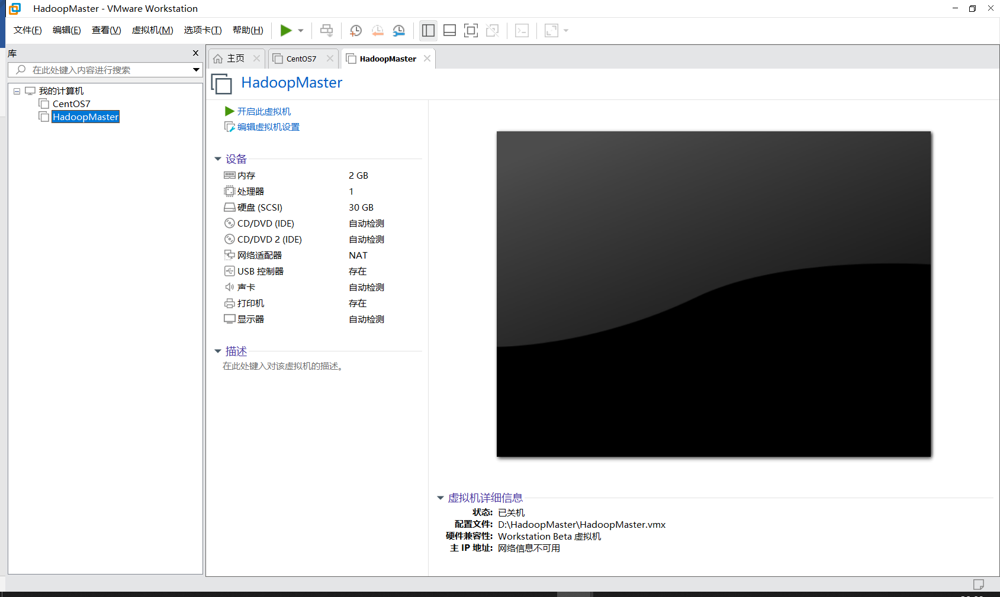 HadoopMaster - VMware Workstation
文件(F) 编辑(E) 查看(V) 虚拟机(M) 选项卡(T) 帮助(H)
库
在此处键入内容进行搜索
我的计算机
CentOS7
HadoopMaster
主页 CentOS7 HadoopMaster
HadoopMaster
开启此虚拟机
编辑虚拟机设置
设备
内存 2 GB
处理器 1
硬盘 (SCSI) 30 GB
CD/DVD (IDE) 自动检测
CD/DVD 2 (IDE) 自动检测
网络适配器 NAT
USB 控制器 存在
声卡 自动检测
打印机 存在
显示器 自动检测
描述
在此处键入对该虚拟机的描述。
虚拟机详细信息
状态: 已关机
配置文件: D:\HadoopMaster\HadoopMaster.vmx
硬件兼容性: Workstation Beta 虚拟机
主 IP 地址: 网络信息不可用